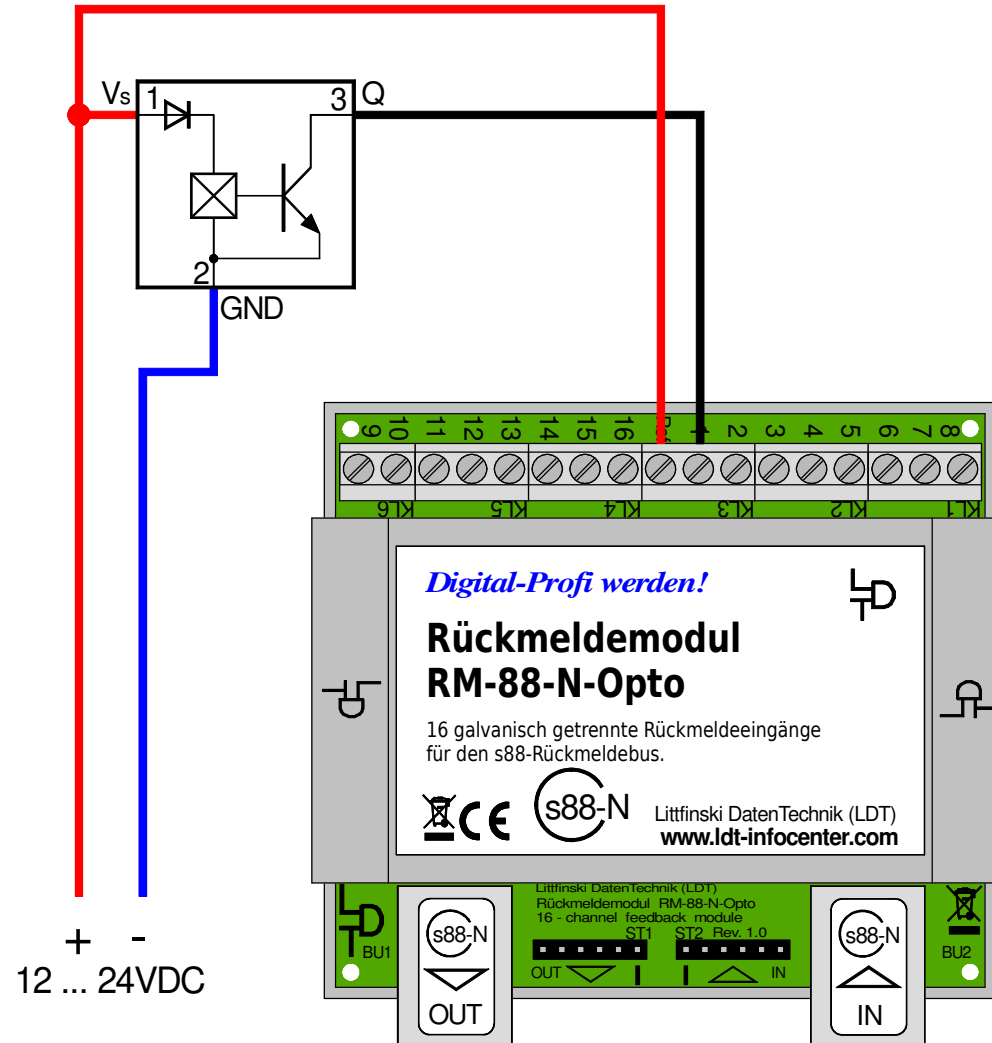 Vs 1 3 Q
2
GND
9 10 11 12 13 14 15 16 1 2 3 4 5 6 7 8
KL6 KL5 KL4 KL3 KL2 KL1
Digital-Profi werden!
Rückmeldemodul
RM-88-N-Opto
16 galvanisch getrennte Rückmeldeeingänge
für den s88-Rückmeldebus.
CE s88-N
Littfinski DatenTechnik (LDT)
www.ldt-infocenter.com
Littfinski DatenTechnik (LDT)
Rückmeldemodul RM-88-N-Opto
16 - channel feedback module
ST1 ST2 Rev. 1.0
BU1 s88-N OUT IN s88-N BU2
OUT IN
+ -
12 ... 24VDC